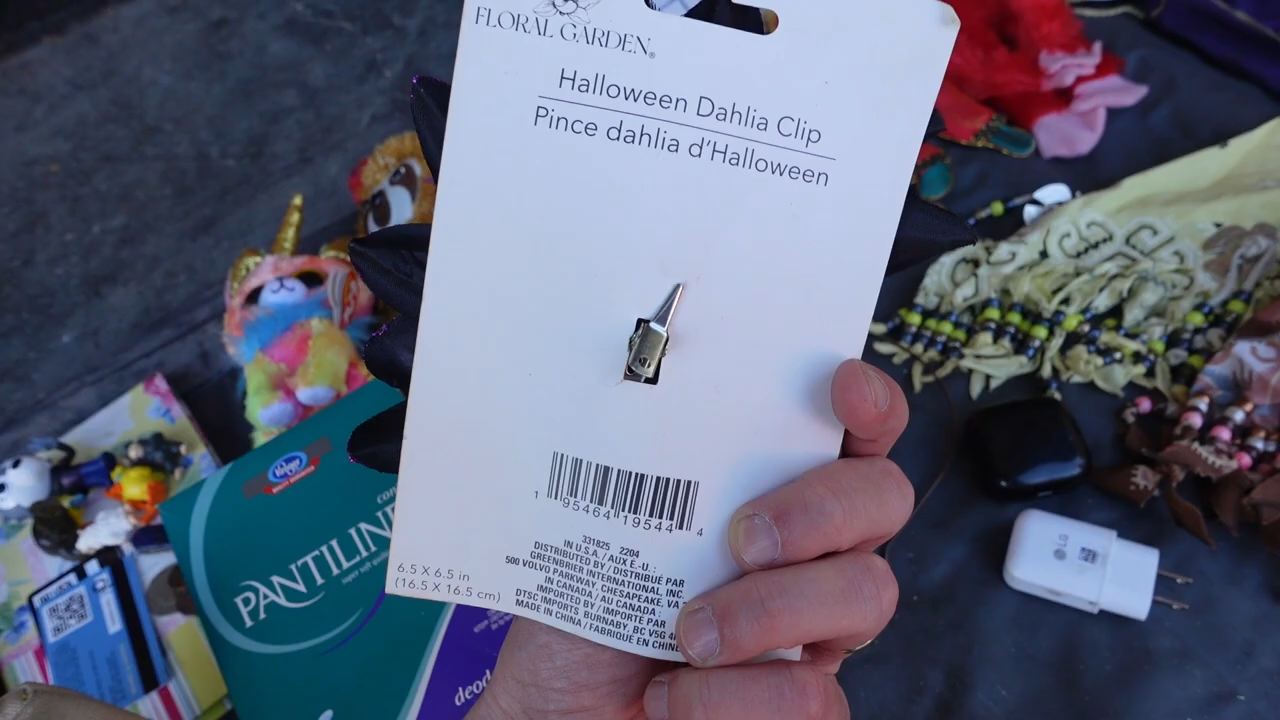 FLORAL GARDEN®
Halloween Dahlia Clip
Pince dahlia d'Halloween
1 95464 19544 4
331825 2204
IN U.S.A. / AUX É.-U. :
DISTRIBUTED BY / DISTRIBUÉ PAR
GREENBRIER INTERNATIONAL, INC.
500 VOLVO PARKWAY, CHESAPEAKE, VA
IN CANADA / AU CANADA :
IMPORTED BY / IMPORTÉ PAR
DTSC IMPORTS BURNABY, BC V5G
MADE IN CHINA / FABRIQUÉ EN CHINE
6.5 X 6.5 in
(16.5 X 16.5 cm)
Kroger
PANTILINE
super soft
LG